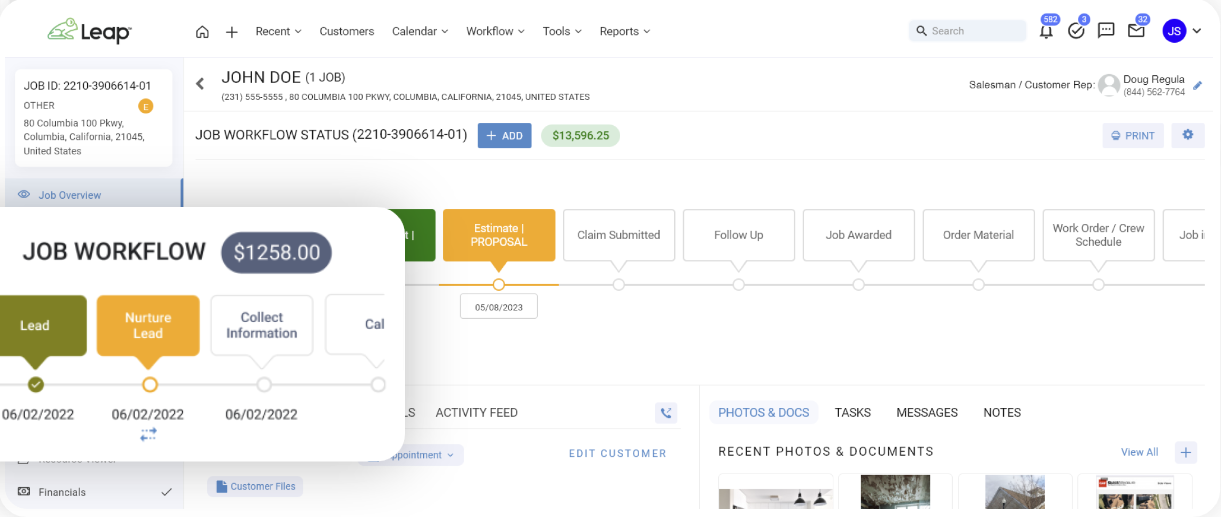 Leap
Recent
Customers
Calendar
Workflow
Tools
Reports
Search
582
3
32
JS
JOB ID: 2210-3906614-01
OTHER
E
80 Columbia 100 Pkwy,
Columbia, California, 21045,
United States
Job Overview
JOHN DOE (1 JOB)
(231) 555-5555 , 80 COLUMBIA 100 PKWY, COLUMBIA, CALIFORNIA, 21045, UNITED STATES
Salesman / Customer Rep:
Doug Regula
(844) 562-7764
JOB WORKFLOW STATUS (2210-3906614-01)
+ ADD
$13,596.25
PRINT
Estimate |
PROPOSAL
Claim Submitted
Follow Up
Job Awarded
Order Material
Work Order / Crew
Schedule
05/08/2023
JOB WORKFLOW
$1258.00
Lead
Nurture
Lead
Collect
Information
Cal
06/02/2022
06/02/2022
06/02/2022
Financials
LS
ACTIVITY FEED
ppointment
EDIT CUSTOMER
Customer Files
PHOTOS & DOCS
TASKS
MESSAGES
NOTES
RECENT PHOTOS & DOCUMENTS
View All